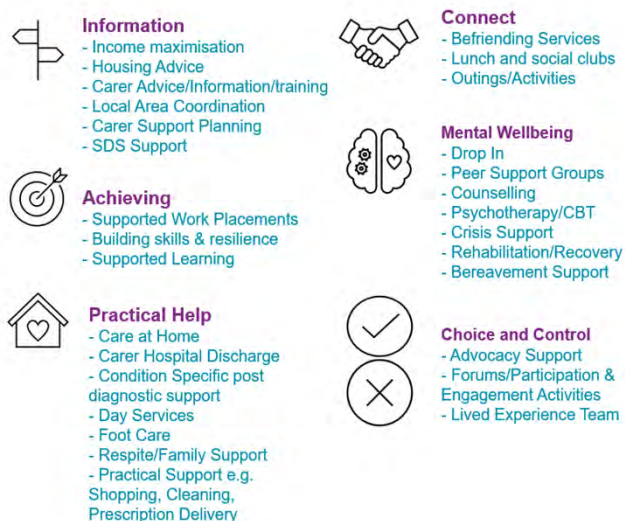 Information
- Income maximisation
- Housing Advice
- Carer Advice/Information/training
- Local Area Coordination
- Carer Support Planning
- SDS Support
Achieving
- Supported Work Placements
- Building skills & resilience
- Supported Learning
Practical Help
- Care at Home
- Carer Hospital Discharge
- Condition Specific post
diagnostic support
- Day Services
- Foot Care
- Respite/Family Support
- Practical Support e.g.
Shopping, Cleaning,
Prescription Delivery
Connect
- Befriending Services
- Lunch and social clubs
- Outings/Activities
Mental Wellbeing
- Drop In
- Peer Support Groups
- Counselling
- Psychotherapy/CBT
- Crisis Support
- Rehabilitation/Recovery
- Bereavement Support
Choice and Control
- Advocacy Support
- Forums/Participation &
Engagement Activities
- Lived Experience Team